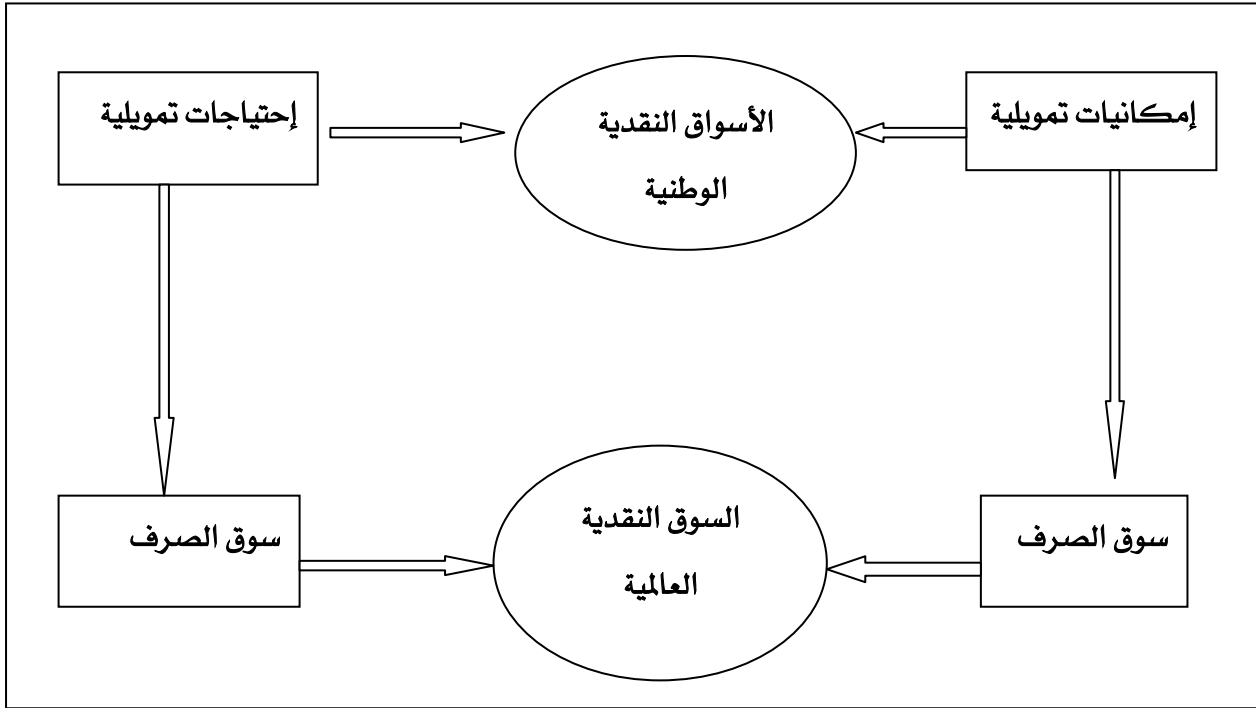 إمكانيات تمويلية
الأسواق النقدية
الوطنية
إحتياجات تمويلية
سوق الصرف
السوق النقدية
العالمية
سوق الصرف